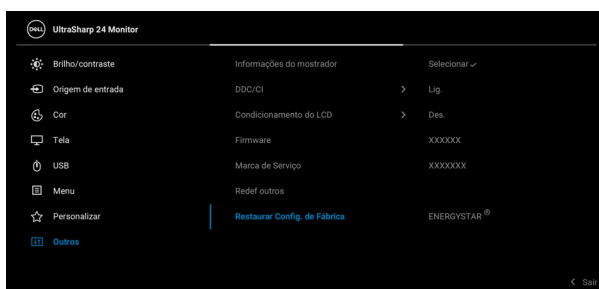 DELL UltraSharp 24 Monitor
Brilho/contraste Informações do mostrador Selecionar ✓
Origem de entrada DDC/CI > Lig.
Cor Condicionamento do LCD > Des.
Tela Firmware XXXXXX
USB Marca de Serviço XXXXXXX
Menu Redef outros
Personalizar Restaurar Config. de Fábrica ENERGYSTAR ®
Outros
< Sair